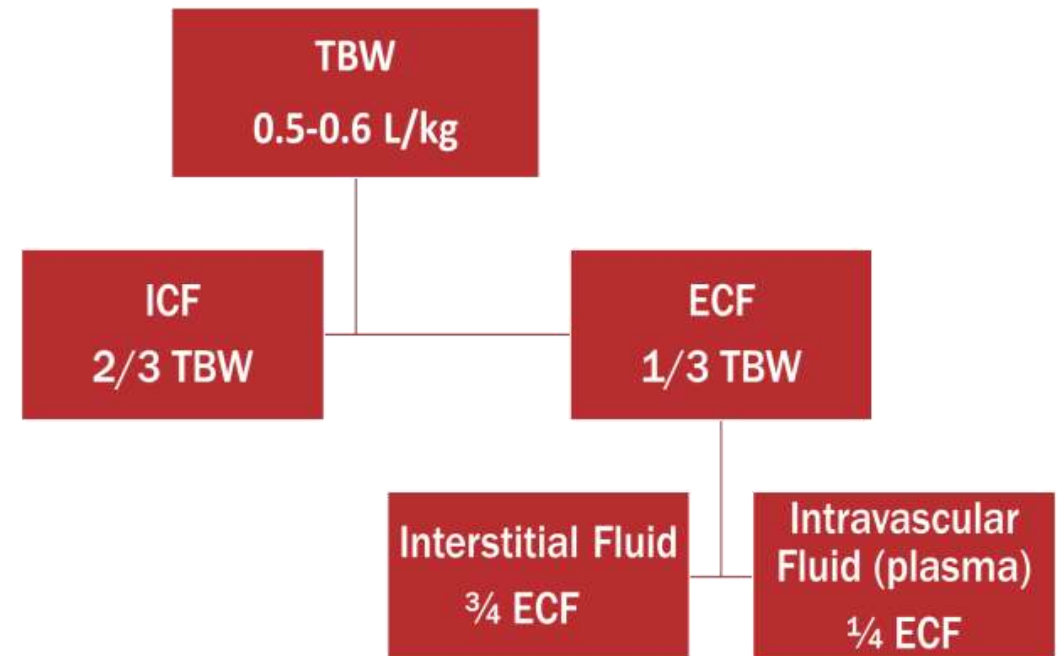 TBW
0.5-0.6 L/kg
ICF
2/3 TBW
ECF
1/3 TBW
Interstitial Fluid
¾ ECF
Intravascular
Fluid (plasma)
¼ ECF